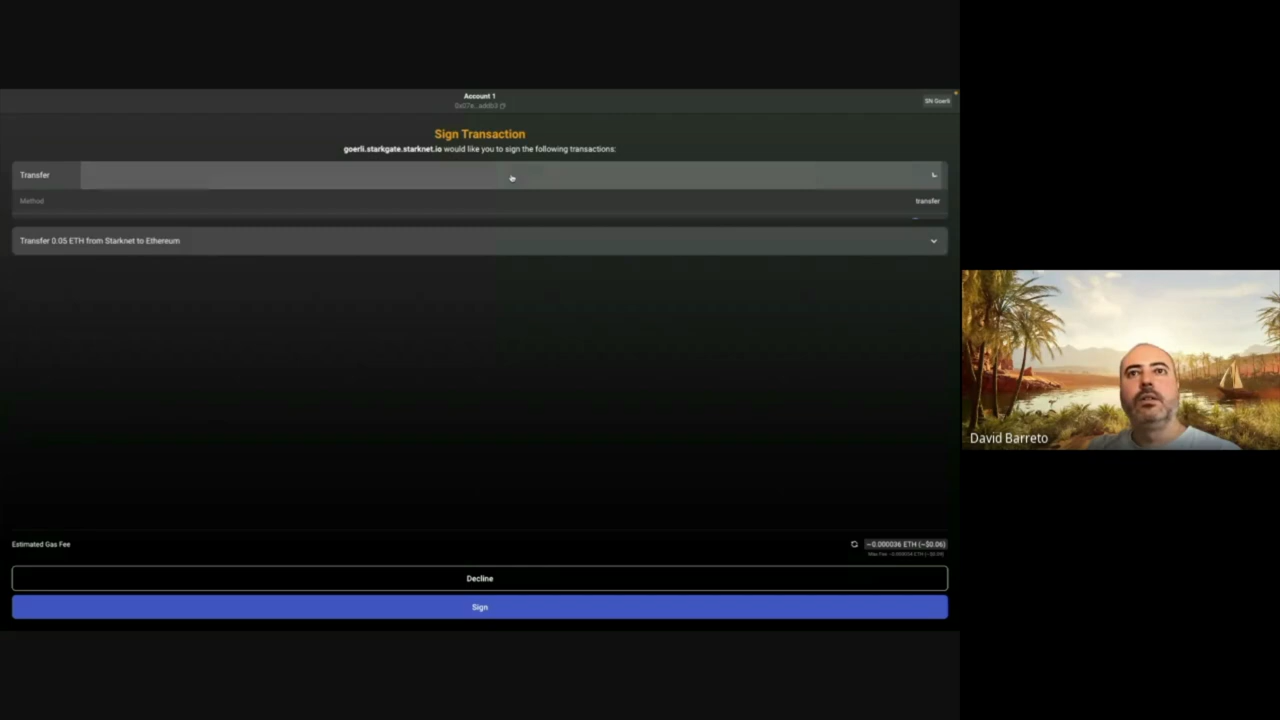 Account 1
SN Goerli
Sign Transaction
goerli.starkgate.starknet.io would like you to sign the following transactions:
Transfer
Method transfer
Transfer 0.05 ETH from Starknet to Ethereum
David Barreto
Estimated Gas Fee ~0.000036 ETH (~$0.06)
Decline
Sign